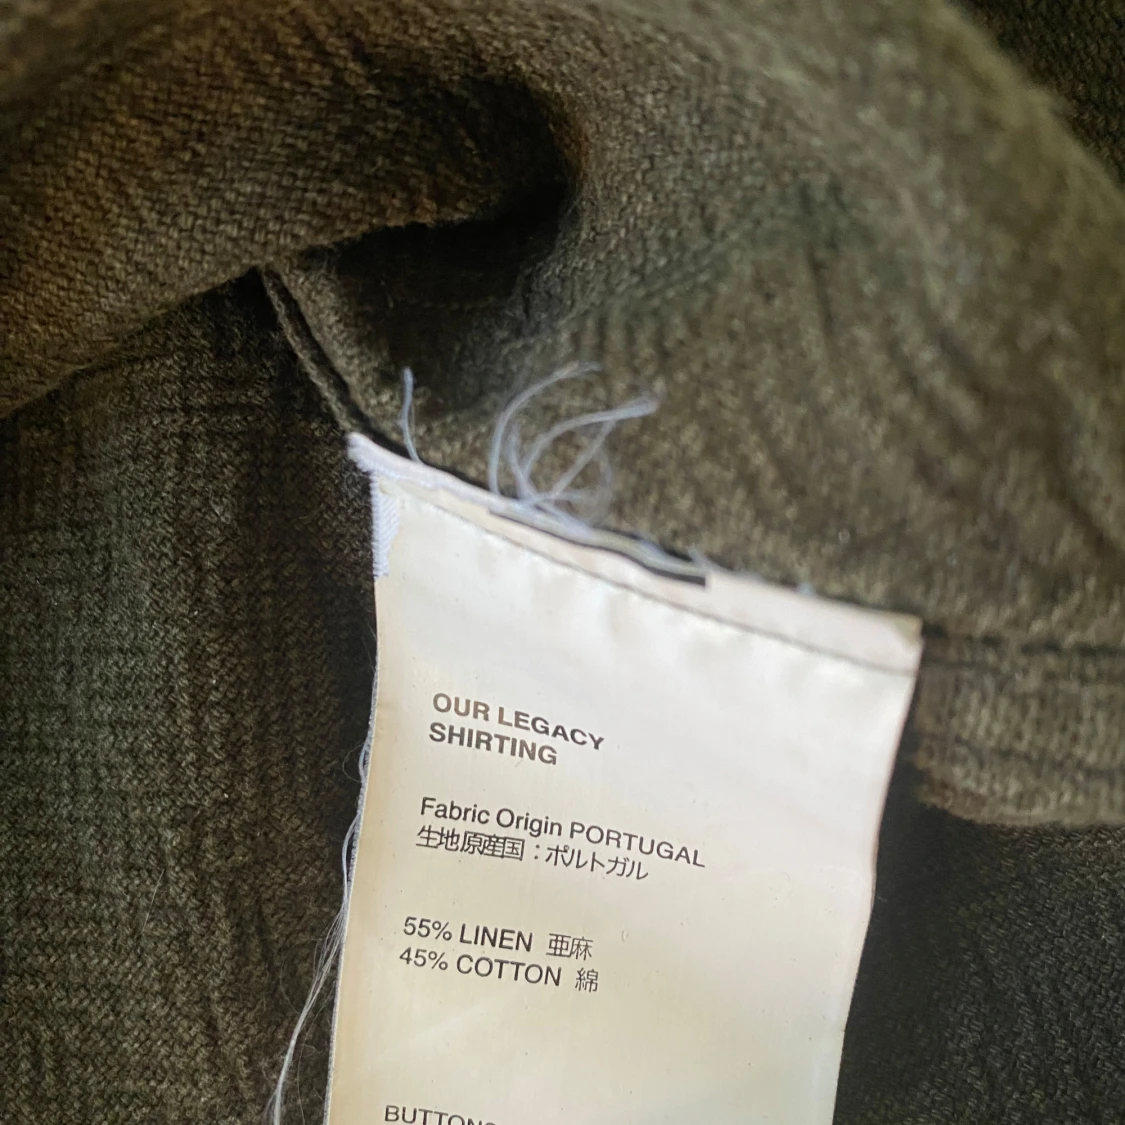 OUR LEGACY
SHIRTING
Fabric Origin PORTUGAL
生地原産国：ポルトガル
55% LINEN 亜麻
45% COTTON 綿
BUTTONS